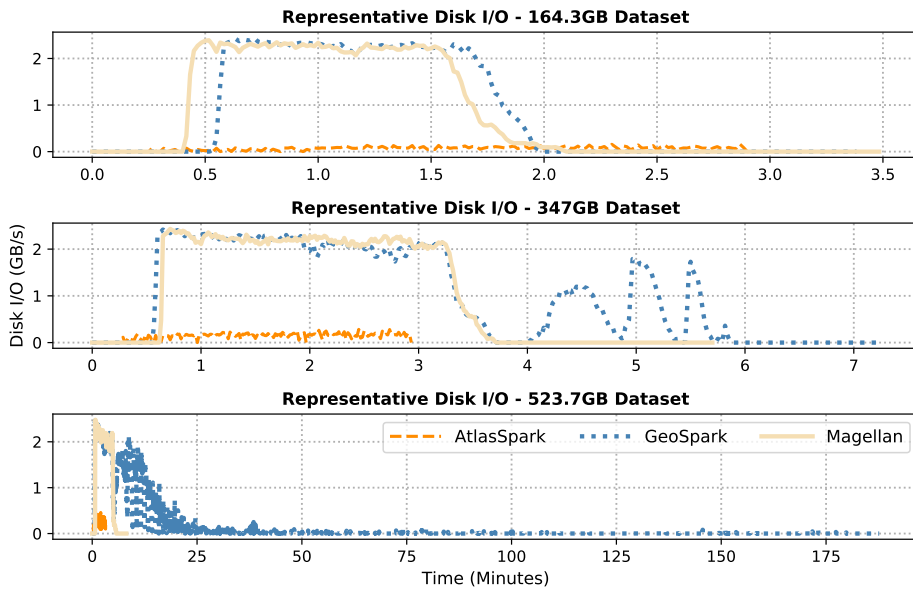 Representative Disk I/O - 164.3GB Dataset
2
1
0
0.0 0.5 1.0 1.5 2.0 2.5 3.0 3.5
Representative Disk I/O - 347GB Dataset
Disk I/O (GB/s)
2
1
0
0 1 2 3 4 5 6 7
Representative Disk I/O - 523.7GB Dataset
AtlasSpark GeoSpark Magellan
2
1
0
0 25 50 75 100 125 150 175
Time (Minutes)